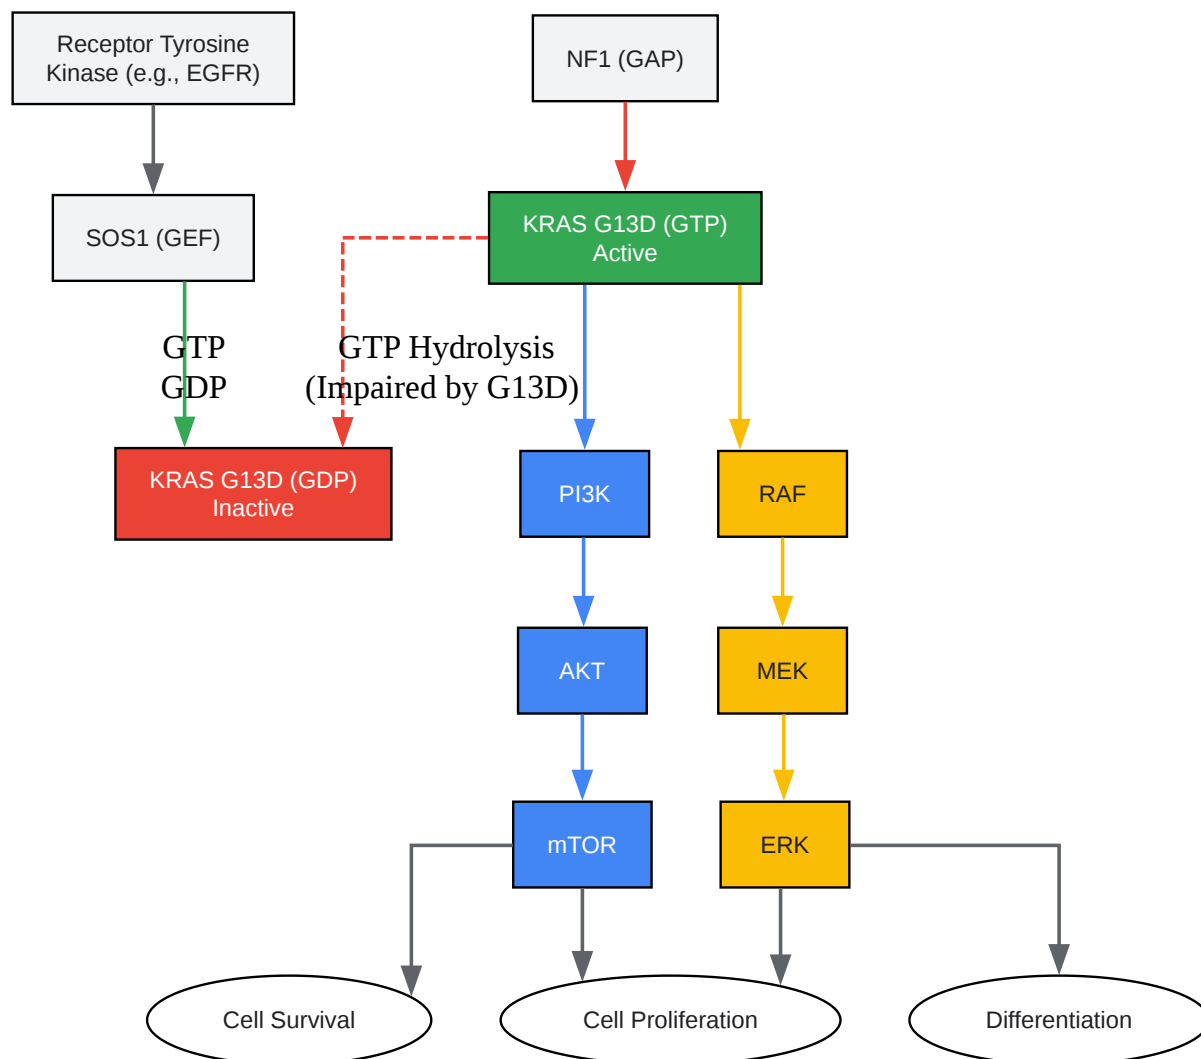 Receptor Tyrosine
Kinase (e.g., EGFR)
NF1 (GAP)
SOS1 (GEF)
KRAS G13D (GTP)
Active
GTP
GDP
GTP Hydrolysis
(Impaired by G13D)
KRAS G13D (GDP)
Inactive
PI3K
RAF
AKT
MEK
mTOR
ERK
Cell Survival
Cell Proliferation
Differentiation